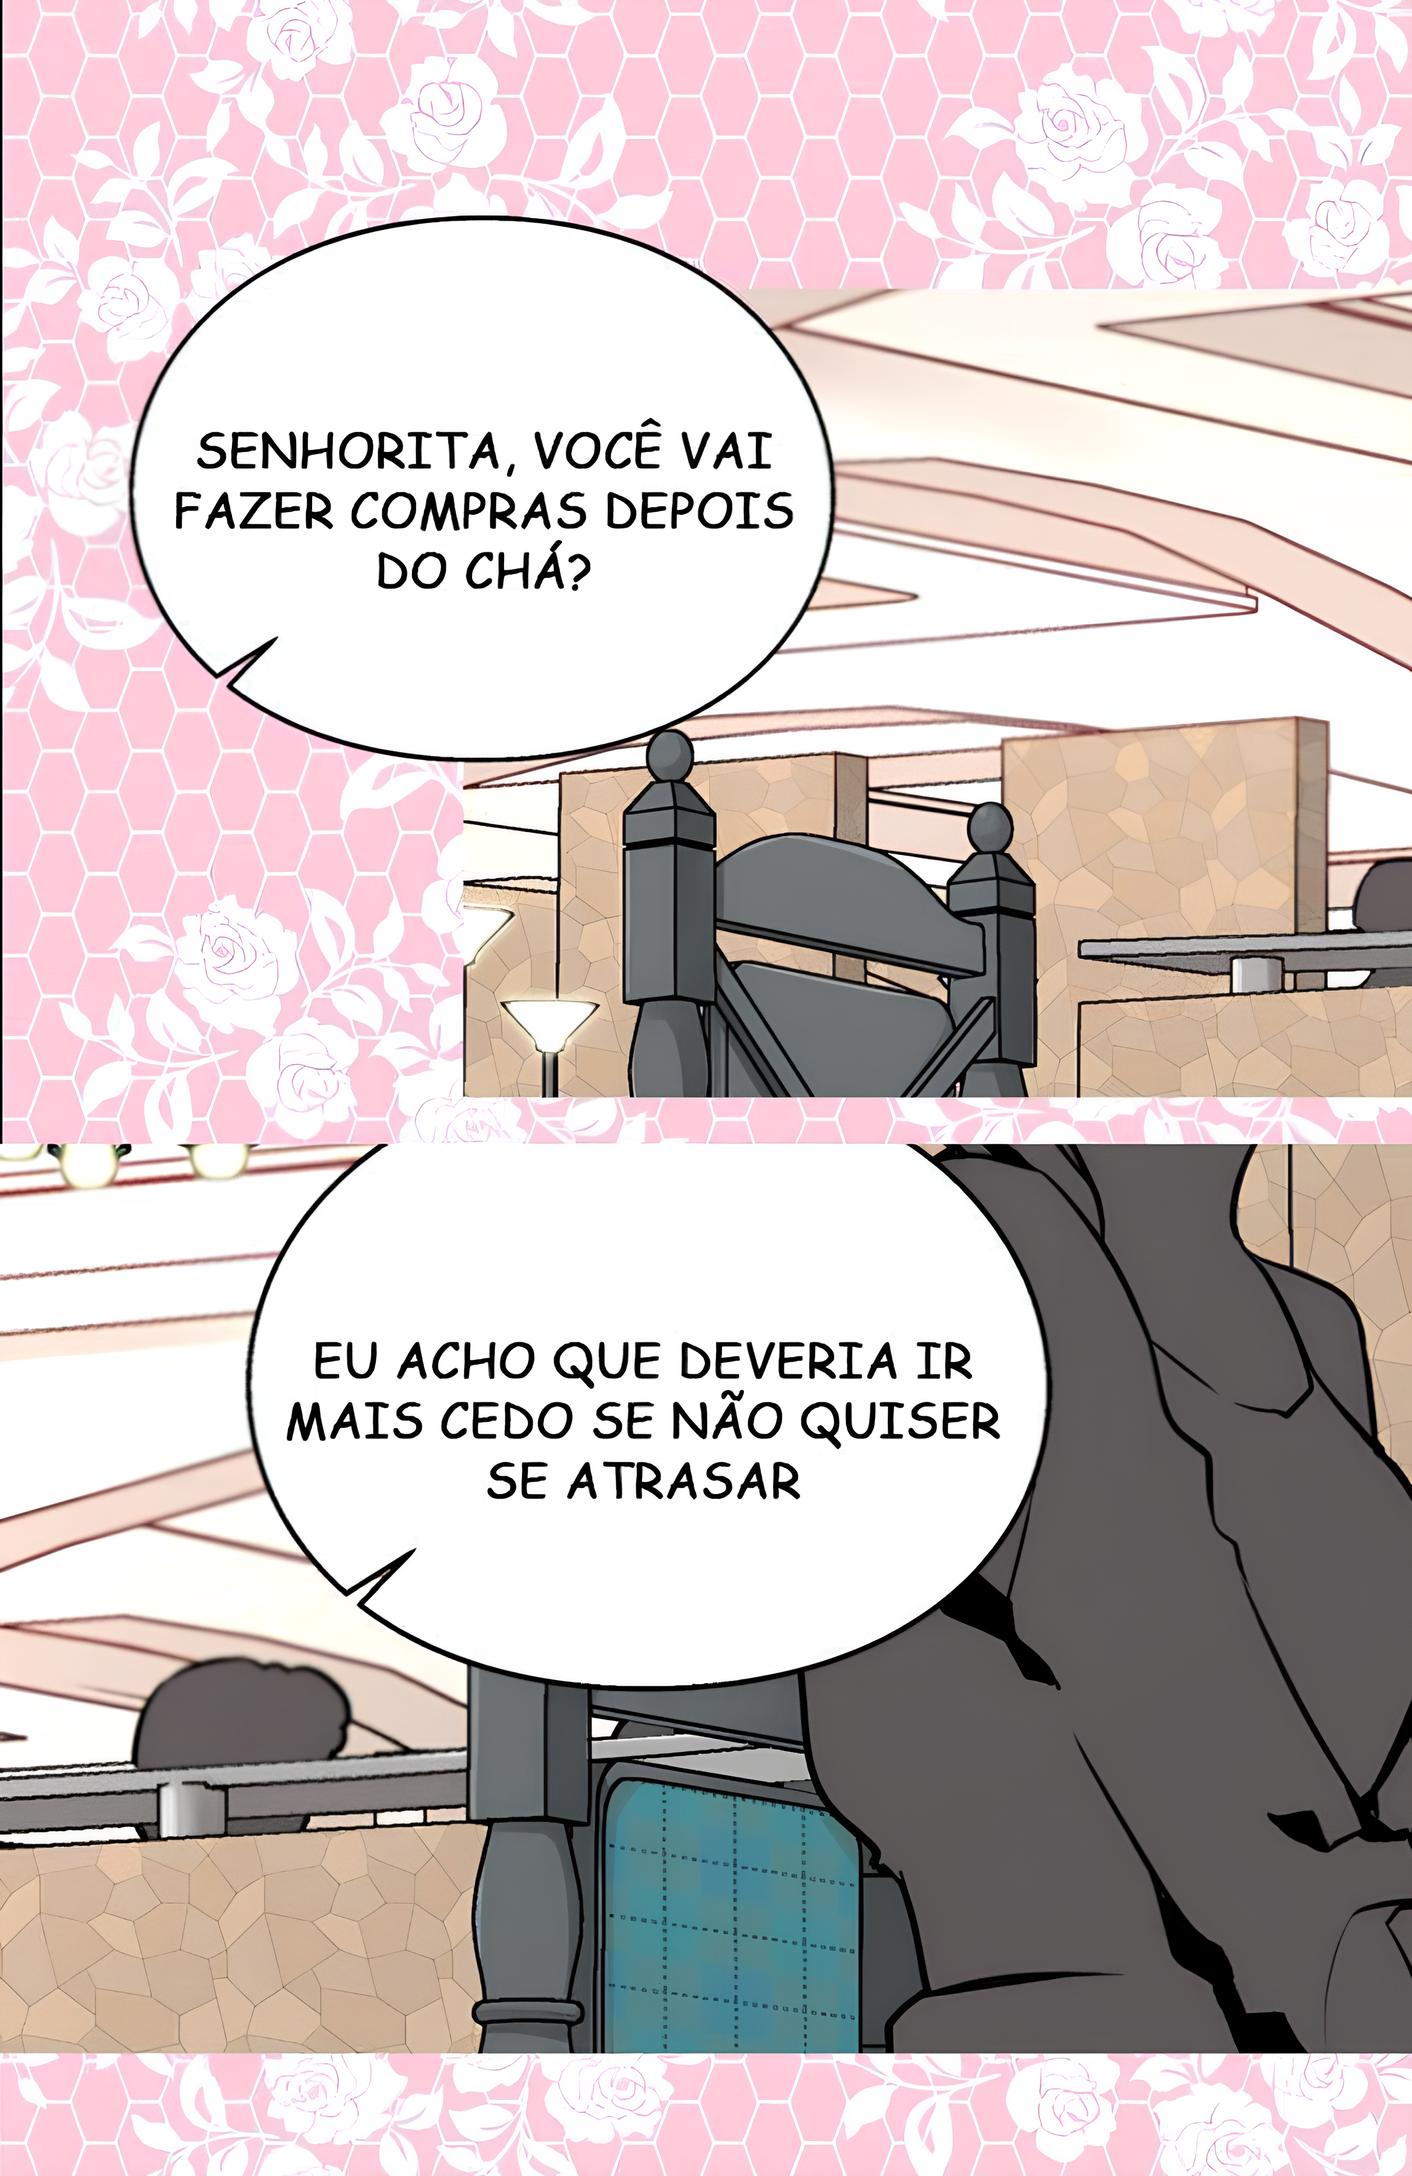 SENHORITA, VOCÊ VAI
FAZER COMPRAS DEPOIS
DO CHÁ?
EU ACHO QUE DEVERIA IR
MAIS CEDO SE NÃO QUISER
SE ATRASAR